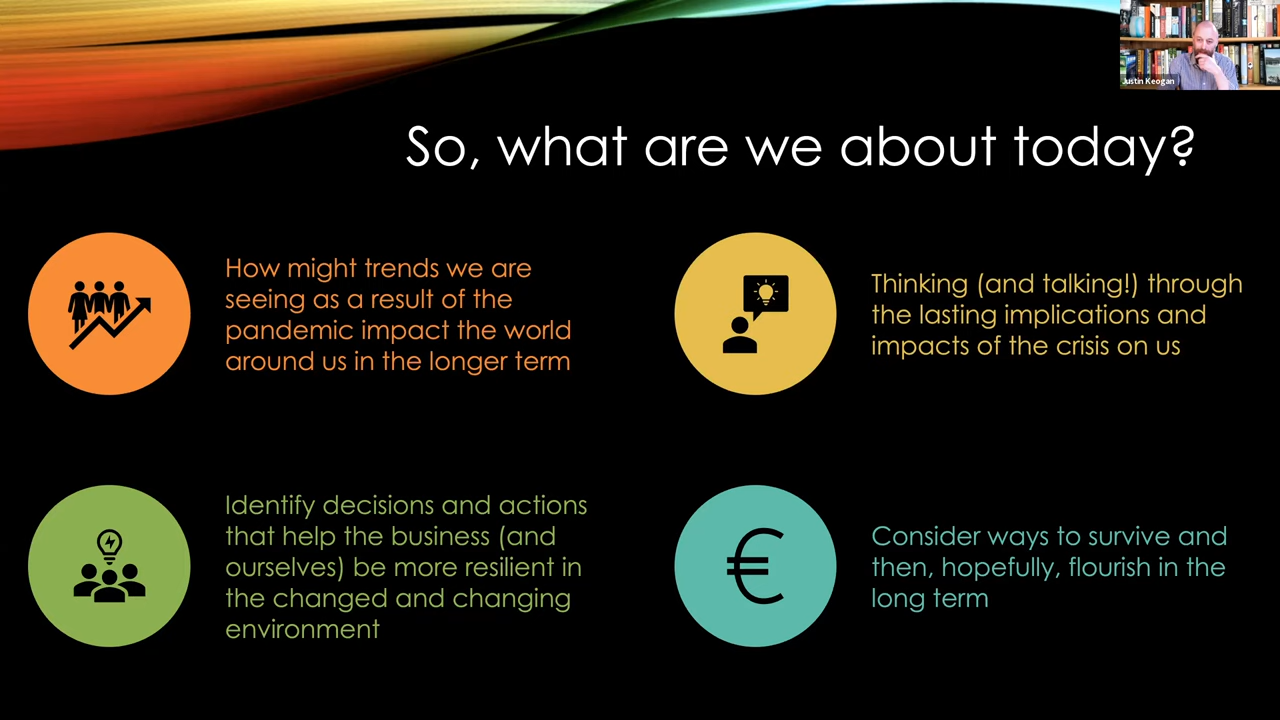 Justin Keogan
So, what are we about today?
How might trends we are
seeing as a result of the
pandemic impact the world
around us in the longer term
Thinking (and talking!) through
the lasting implications and
impacts of the crisis on us
Identify decisions and actions
that help the business (and
ourselves) be more resilient in
the changed and changing
environment
€
Consider ways to survive and
then, hopefully, flourish in the
long term